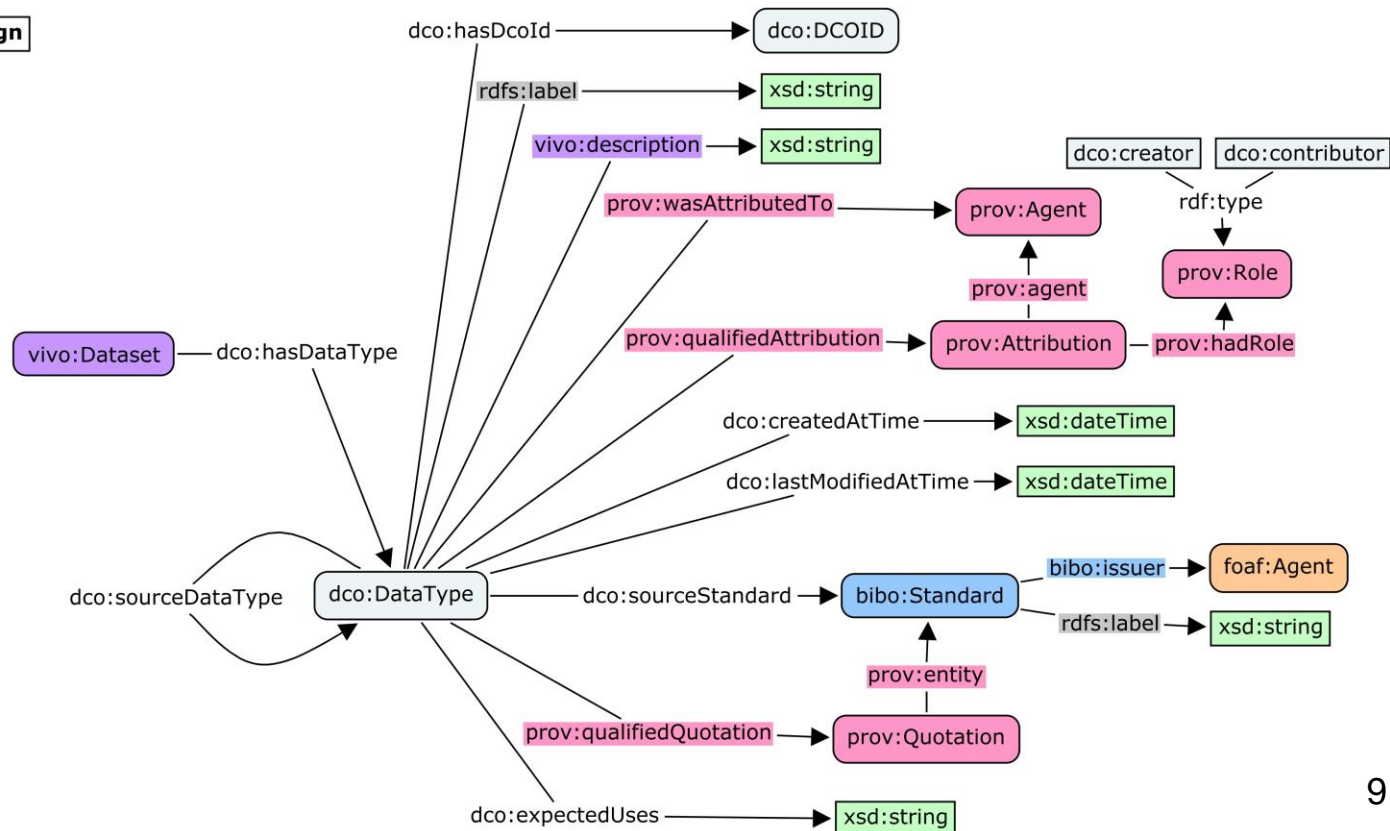 gn
dco:hasDcoId
dco:DCOID
rdfs:label
xsd:string
vivo:description
xsd:string
dco:creator
dco:contributor
prov:wasAttributedTo
prov:Agent
rdf:type
prov:agent
prov:Role
prov:qualifiedAttribution
prov:Attribution
prov:hadRole
vivo:Dataset
dco:hasDataType
dco:createdAtTime
xsd:dateTime
dco:lastModifiedAtTime
xsd:dateTime
dco:sourceDataType
dco:DataType
dco:sourceStandard
bibo:Standard
bibo:issuer
foaf:Agent
rdfs:label
xsd:string
prov:entity
prov:qualifiedQuotation
prov:Quotation
dco:expectedUses
xsd:string
9